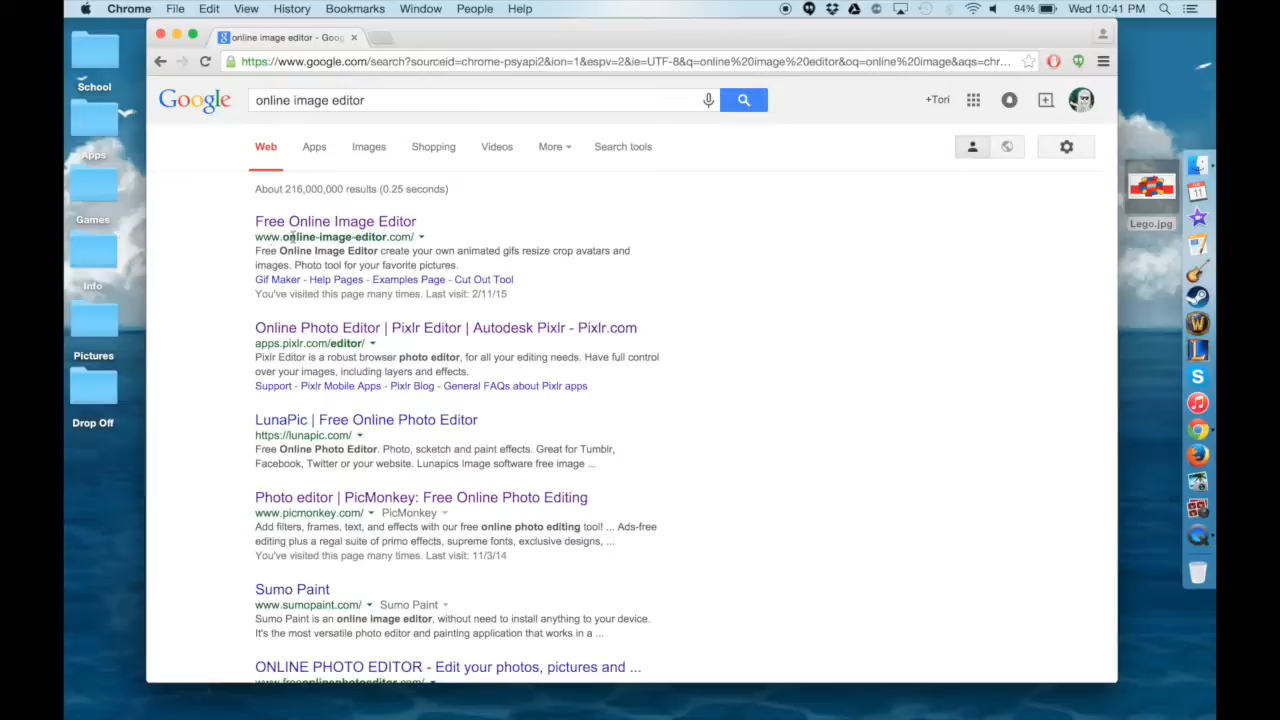 Chrome File Edit View History Bookmarks Window People Help 94% Wed 10:41 PM
online image editor - Goog
https://www.google.com/search?sourceid=chrome-psyapi2&ion=1&espv=2&ie=UTF-8&q=online%20image%20editor&oq=online%20image&aqs=chr...
Google online image editor +Tori
Web Apps Images Shopping Videos More Search tools
About 216,000,000 results (0.25 seconds)
Free Online Image Editor
www.online-image-editor.com/
Free Online Image Editor create your own animated gifs resize crop avatars and
images. Photo tool for your favorite pictures.
Gif Maker - Help Pages - Examples Page - Cut Out Tool
You've visited this page many times. Last visit: 2/11/15
Online Photo Editor | Pixlr Editor | Autodesk Pixlr - Pixlr.com
apps.pixlr.com/editor/
Pixlr Editor is a robust browser photo editor, for all your editing needs. Have full control
over your images, including layers and effects.
Support - Pixlr Mobile Apps - Pixlr Blog - General FAQs about Pixlr apps
LunaPic | Free Online Photo Editor
https://lunapic.com/
Free Online Photo Editor. Photo, scketch and paint effects. Great for Tumblr,
Facebook, Twitter or your website. Lunapics Image software free image ...
Photo editor | PicMonkey: Free Online Photo Editing
www.picmonkey.com/ PicMonkey
Add filters, frames, text, and effects with our free online photo editing tool! ... Ads-free
editing plus a regal suite of primo effects, supreme fonts, exclusive designs, ...
You've visited this page many times. Last visit: 11/3/14
Sumo Paint
www.sumopaint.com/ Sumo Paint
Sumo Paint is an online image editor, without need to install anything to your device.
It's the most versatile photo editor and painting application that works in a ...
ONLINE PHOTO EDITOR - Edit your photos, pictures and ...
www.freeonlinephotoeditor.com/
School
Apps
Games
Info
Pictures
Drop Off
Lego.jpg
11